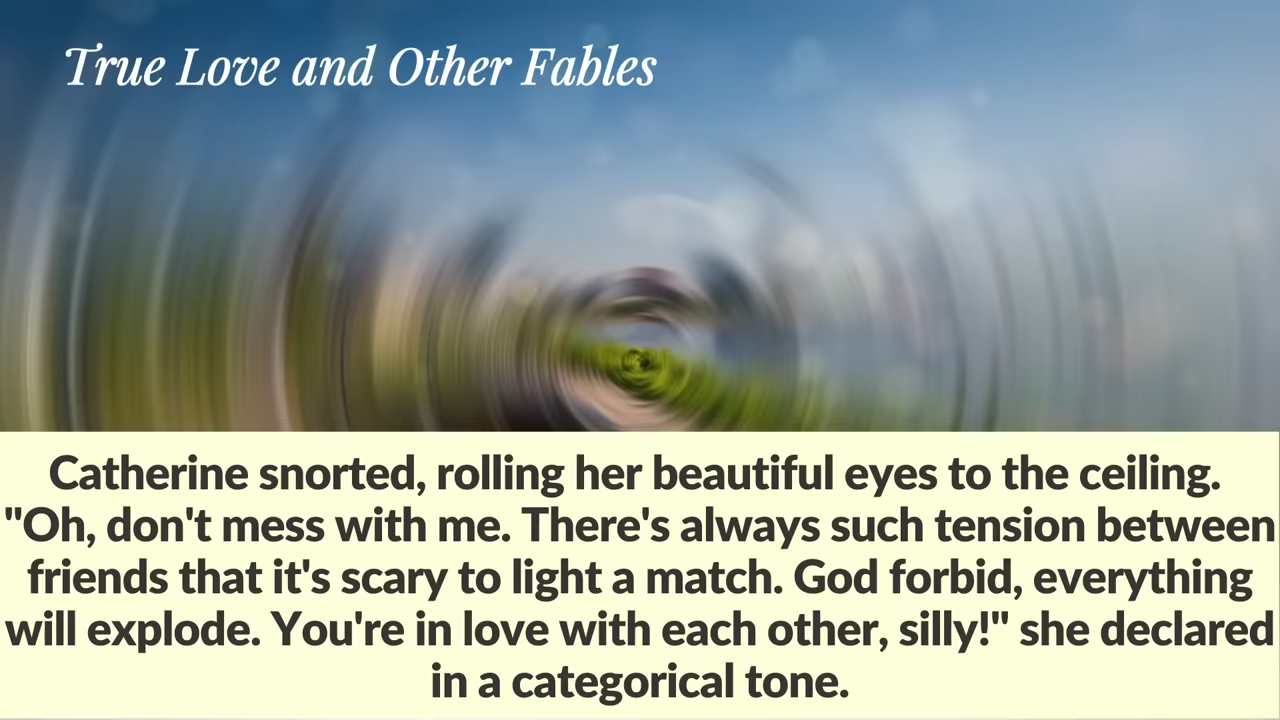 True Love and Other Fables
Catherine snorted, rolling her beautiful eyes to the ceiling.
"Oh, don't mess with me. There's always such tension between
friends that it's scary to light a match. God forbid, everything
will explode. You're in love with each other, silly!" she declared
in a categorical tone.